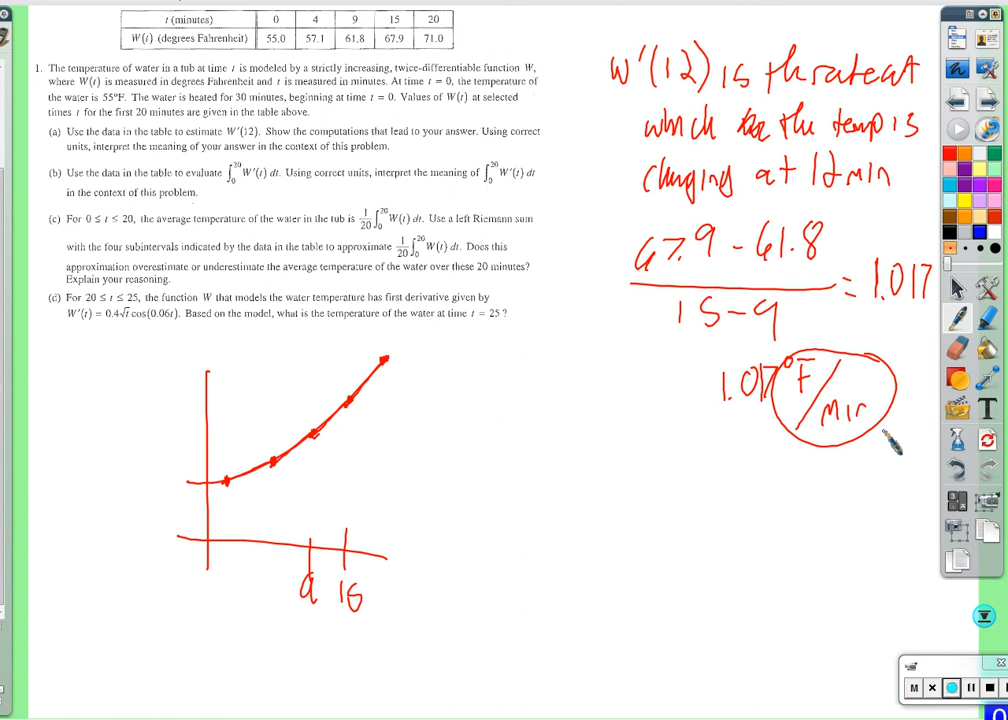 t (minutes) 0 4 9 15 20
W(t) (degrees Fahrenheit) 55.0 57.1 61.8 67.9 71.0
1. The temperature of water in a tub at time t is modeled by a strictly increasing, twice-differentiable function W,
where W(t) is measured in degrees Fahrenheit and t is measured in minutes. At time t = 0, the temperature of
the water is 55°F. The water is heated for 30 minutes, beginning at time t = 0. Values of W(t) at selected
times t for the first 20 minutes are given in the table above.
(a) Use the data in the table to estimate W'(12). Show the computations that lead to your answer. Using correct
units, interpret the meaning of your answer in the context of this problem.
(b) Use the data in the table to evaluate ∫₀²⁰ W'(t) dt. Using correct units, interpret the meaning of ∫₀²⁰ W'(t) dt
in the context of this problem.
(c) For 0 ≤ t ≤ 20, the average temperature of the water in the tub is 1/20 ∫₀²⁰ W(t) dt. Use a left Riemann sum
with the four subintervals indicated by the data in the table to approximate 1/20 ∫₀²⁰ W(t) dt. Does this
approximation overestimate or underestimate the average temperature of the water over these 20 minutes?
Explain your reasoning.
(d) For 20 ≤ t ≤ 25, the function W that models the water temperature has first derivative given by
W'(t) = 0.4√t cos(0.06t). Based on the model, what is the temperature of the water at time t = 25 ?
W'(12) is th rate at
which the temp is
changing at 12 min
67.9 - 61.8
15 - 9
= 1.017
1.017 °F/min
9 15
T
M